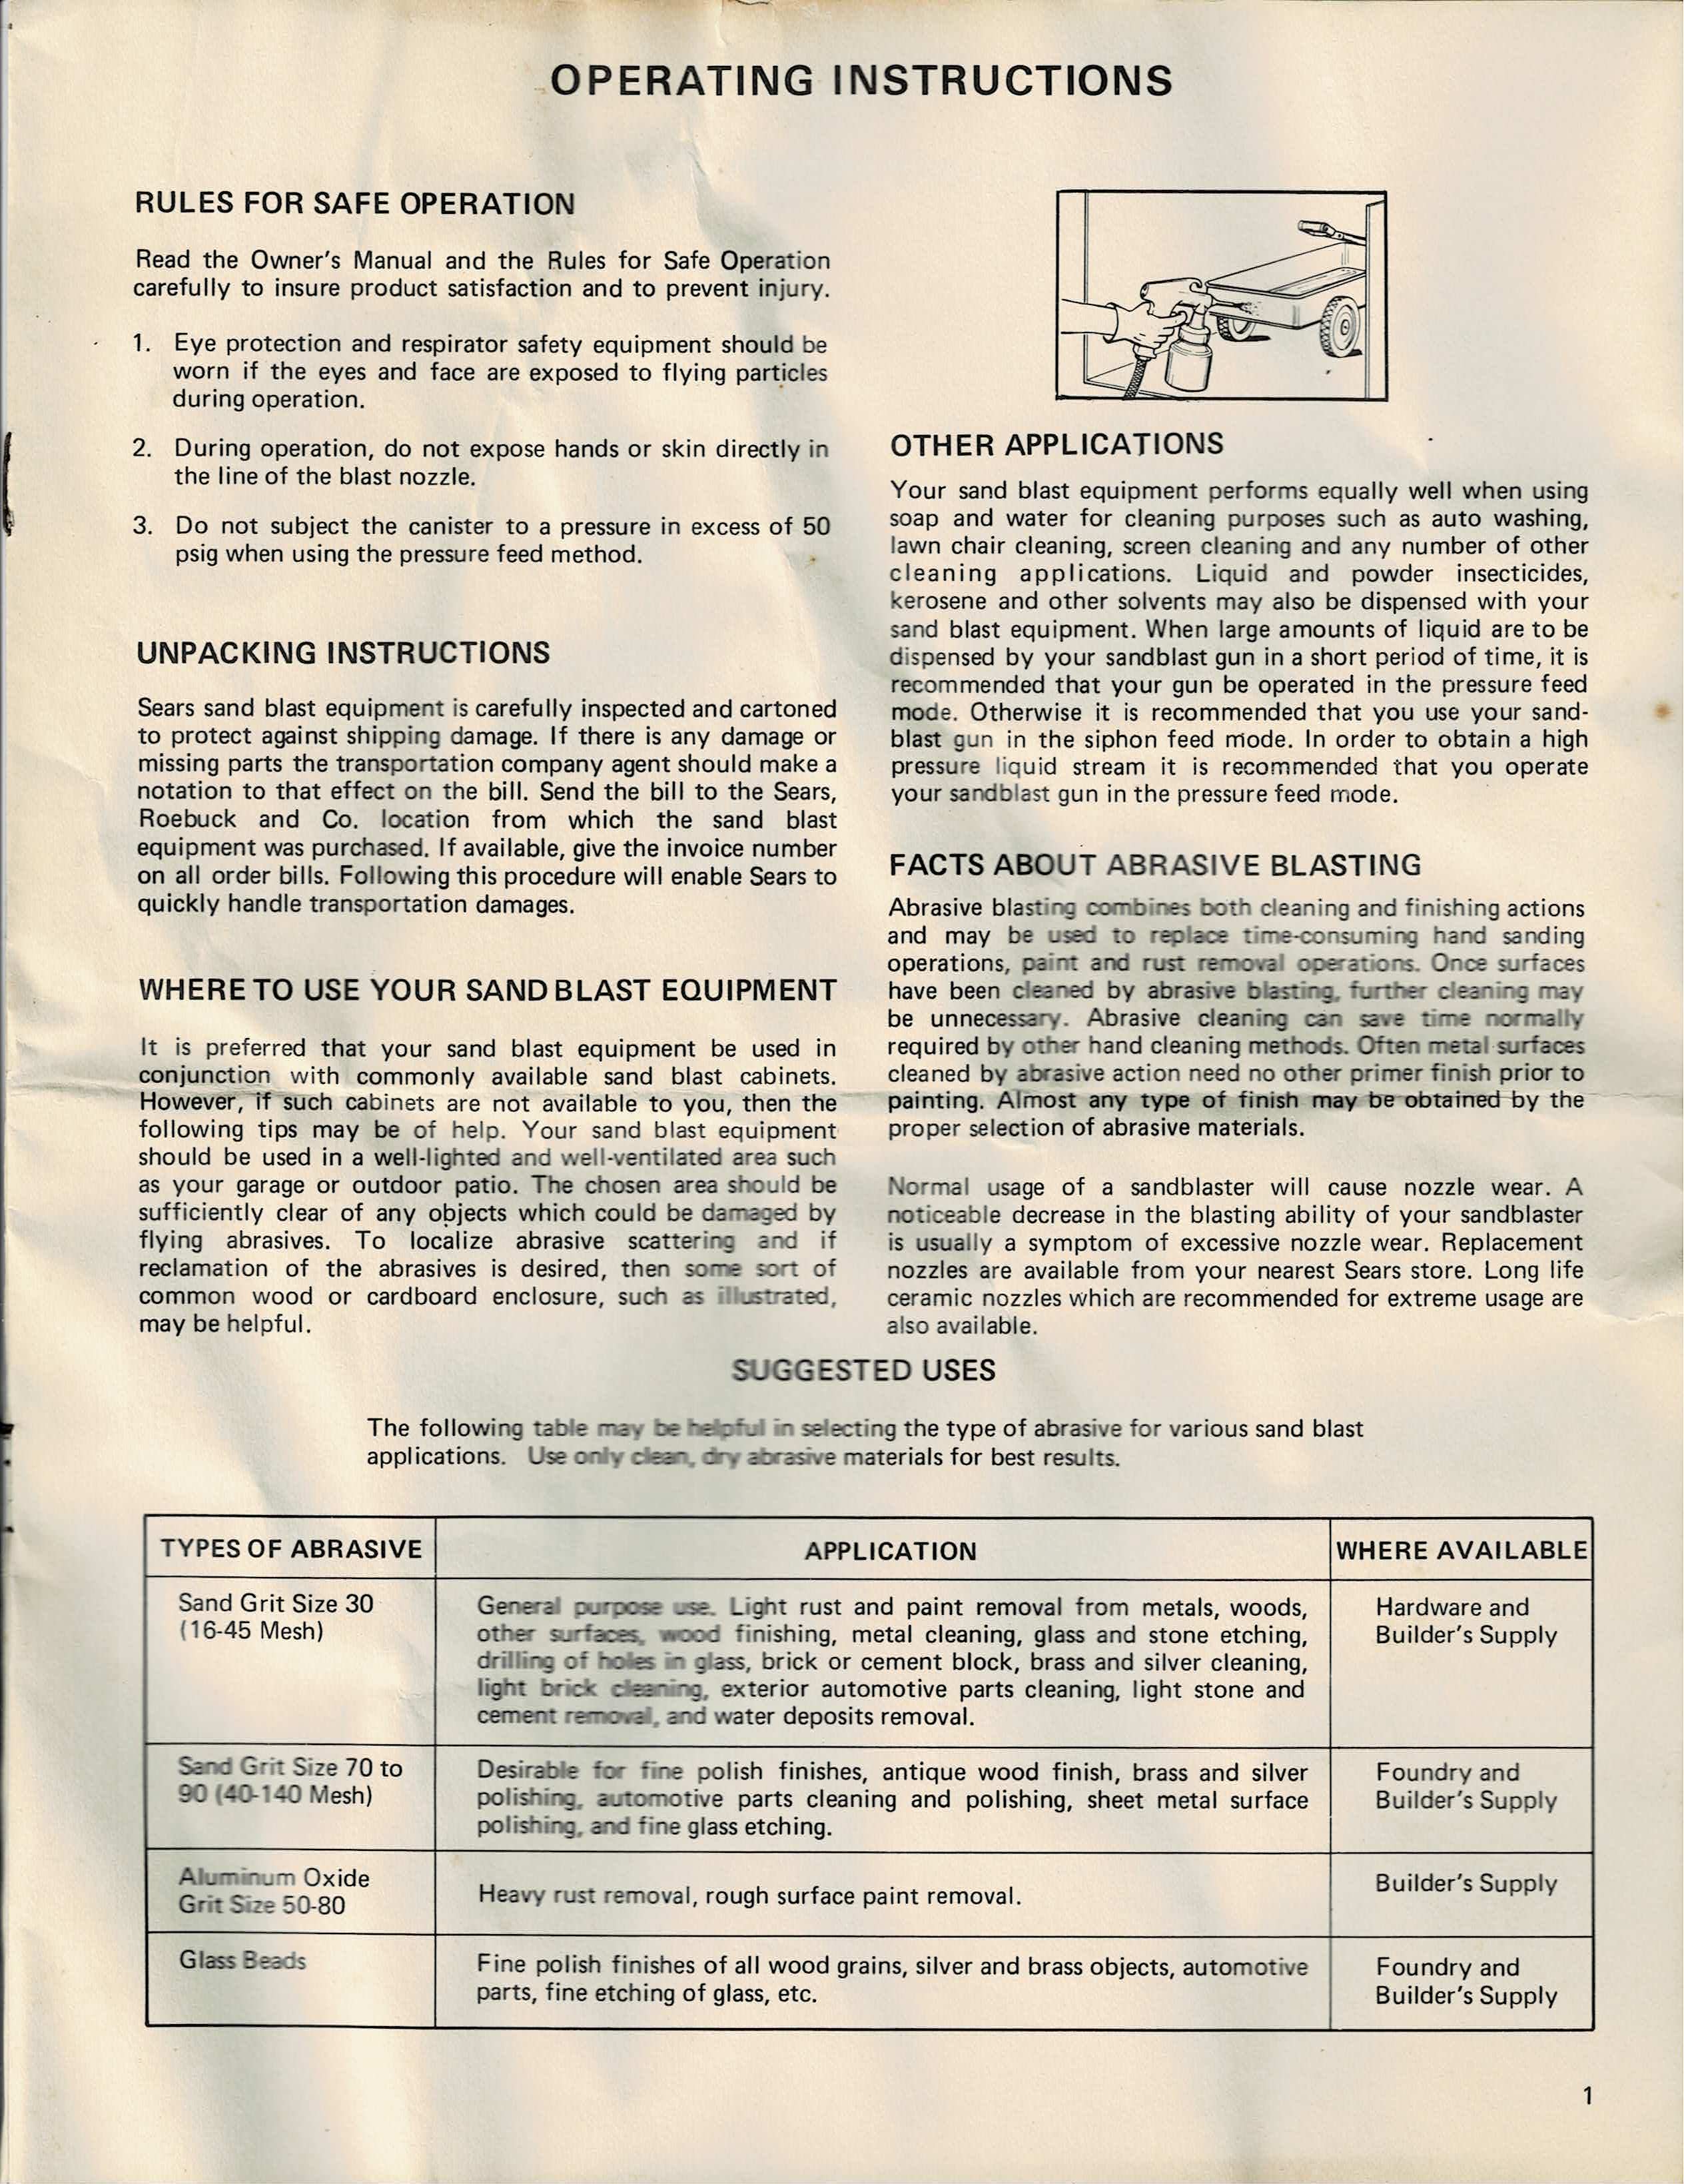 OPERATING INSTRUCTIONS
RULES FOR SAFE OPERATION
Read the Owner's Manual and the Rules for Safe Operation
carefully to insure product satisfaction and to prevent injury.
1. Eye protection and respirator safety equipment should be
worn if the eyes and face are exposed to flying particles
during operation.
2. During operation, do not expose hands or skin directly in
the line of the blast nozzle.
3. Do not subject the canister to a pressure in excess of 50
psig when using the pressure feed method.
UNPACKING INSTRUCTIONS
Sears sand blast equipment is carefully inspected and cartoned
to protect against shipping damage. If there is any damage or
missing parts the transportation company agent should make a
notation to that effect on the bill. Send the bill to the Sears,
Roebuck and Co. location from which the sand blast
equipment was purchased. If available, give the invoice number
on all order bills. Following this procedure will enable Sears to
quickly handle transportation damages.
WHERE TO USE YOUR SAND BLAST EQUIPMENT
It is preferred that your sand blast equipment be used in
conjunction with commonly available sand blast cabinets.
However, if such cabinets are not available to you, then the
following tips may be of help. Your sand blast equipment
should be used in a well-lighted and well-ventilated area such
as your garage or outdoor patio. The chosen area should be
sufficiently clear of any objects which could be damaged by
flying abrasives. To localize abrasive scattering and if
reclamation of the abrasives is desired, then some sort of
common wood or cardboard enclosure, such as illustrated,
may be helpful.
OTHER APPLICATIONS
Your sand blast equipment performs equally well when using
soap and water for cleaning purposes such as auto washing,
lawn chair cleaning, screen cleaning and any number of other
cleaning applications. Liquid and powder insecticides,
kerosene and other solvents may also be dispensed with your
sand blast equipment. When large amounts of liquid are to be
dispensed by your sandblast gun in a short period of time, it is
recommended that your gun be operated in the pressure feed
mode. Otherwise it is recommended that you use your sand-
blast gun in the siphon feed mode. In order to obtain a high
pressure liquid stream it is recommended that you operate
your sandblast gun in the pressure feed mode.
FACTS ABOUT ABRASIVE BLASTING
Abrasive blasting combines both cleaning and finishing actions
and may be used to replace time-consuming hand sanding
operations, paint and rust removal operations. Once surfaces
have been cleaned by abrasive blasting, further cleaning may
be unnecessary. Abrasive cleaning can save time normally
required by other hand cleaning methods. Often metal surfaces
cleaned by abrasive action need no other primer finish prior to
painting. Almost any type of finish may be obtained by the
proper selection of abrasive materials.
Normal usage of a sandblaster will cause nozzle wear. A
noticeable decrease in the blasting ability of your sandblaster
is usually a symptom of excessive nozzle wear. Replacement
nozzles are available from your nearest Sears store. Long life
ceramic nozzles which are recommended for extreme usage are
also available.
SUGGESTED USES
The following table may be helpful in selecting the type of abrasive for various sand blast
applications. Use only clean, dry abrasive materials for best results.
TYPES OF ABRASIVE APPLICATION WHERE AVAILABLE
Sand Grit Size 30
(16-45 Mesh)
General purpose use. Light rust and paint removal from metals, woods,
other surfaces, wood finishing, metal cleaning, glass and stone etching,
drilling of holes in glass, brick or cement block, brass and silver cleaning,
light brick cleaning, exterior automotive parts cleaning, light stone and
cement removal, and water deposits removal.
Hardware and
Builder's Supply
Sand Grit Size 70 to
90 (40-140 Mesh)
Desirable for fine polish finishes, antique wood finish, brass and silver
polishing, automotive parts cleaning and polishing, sheet metal surface
polishing, and fine glass etching.
Foundry and
Builder's Supply
Aluminum Oxide
Grit Size 50-80
Heavy rust removal, rough surface paint removal.
Builder's Supply
Glass Beads
Fine polish finishes of all wood grains, silver and brass objects, automotive
parts, fine etching of glass, etc.
Foundry and
Builder's Supply
1